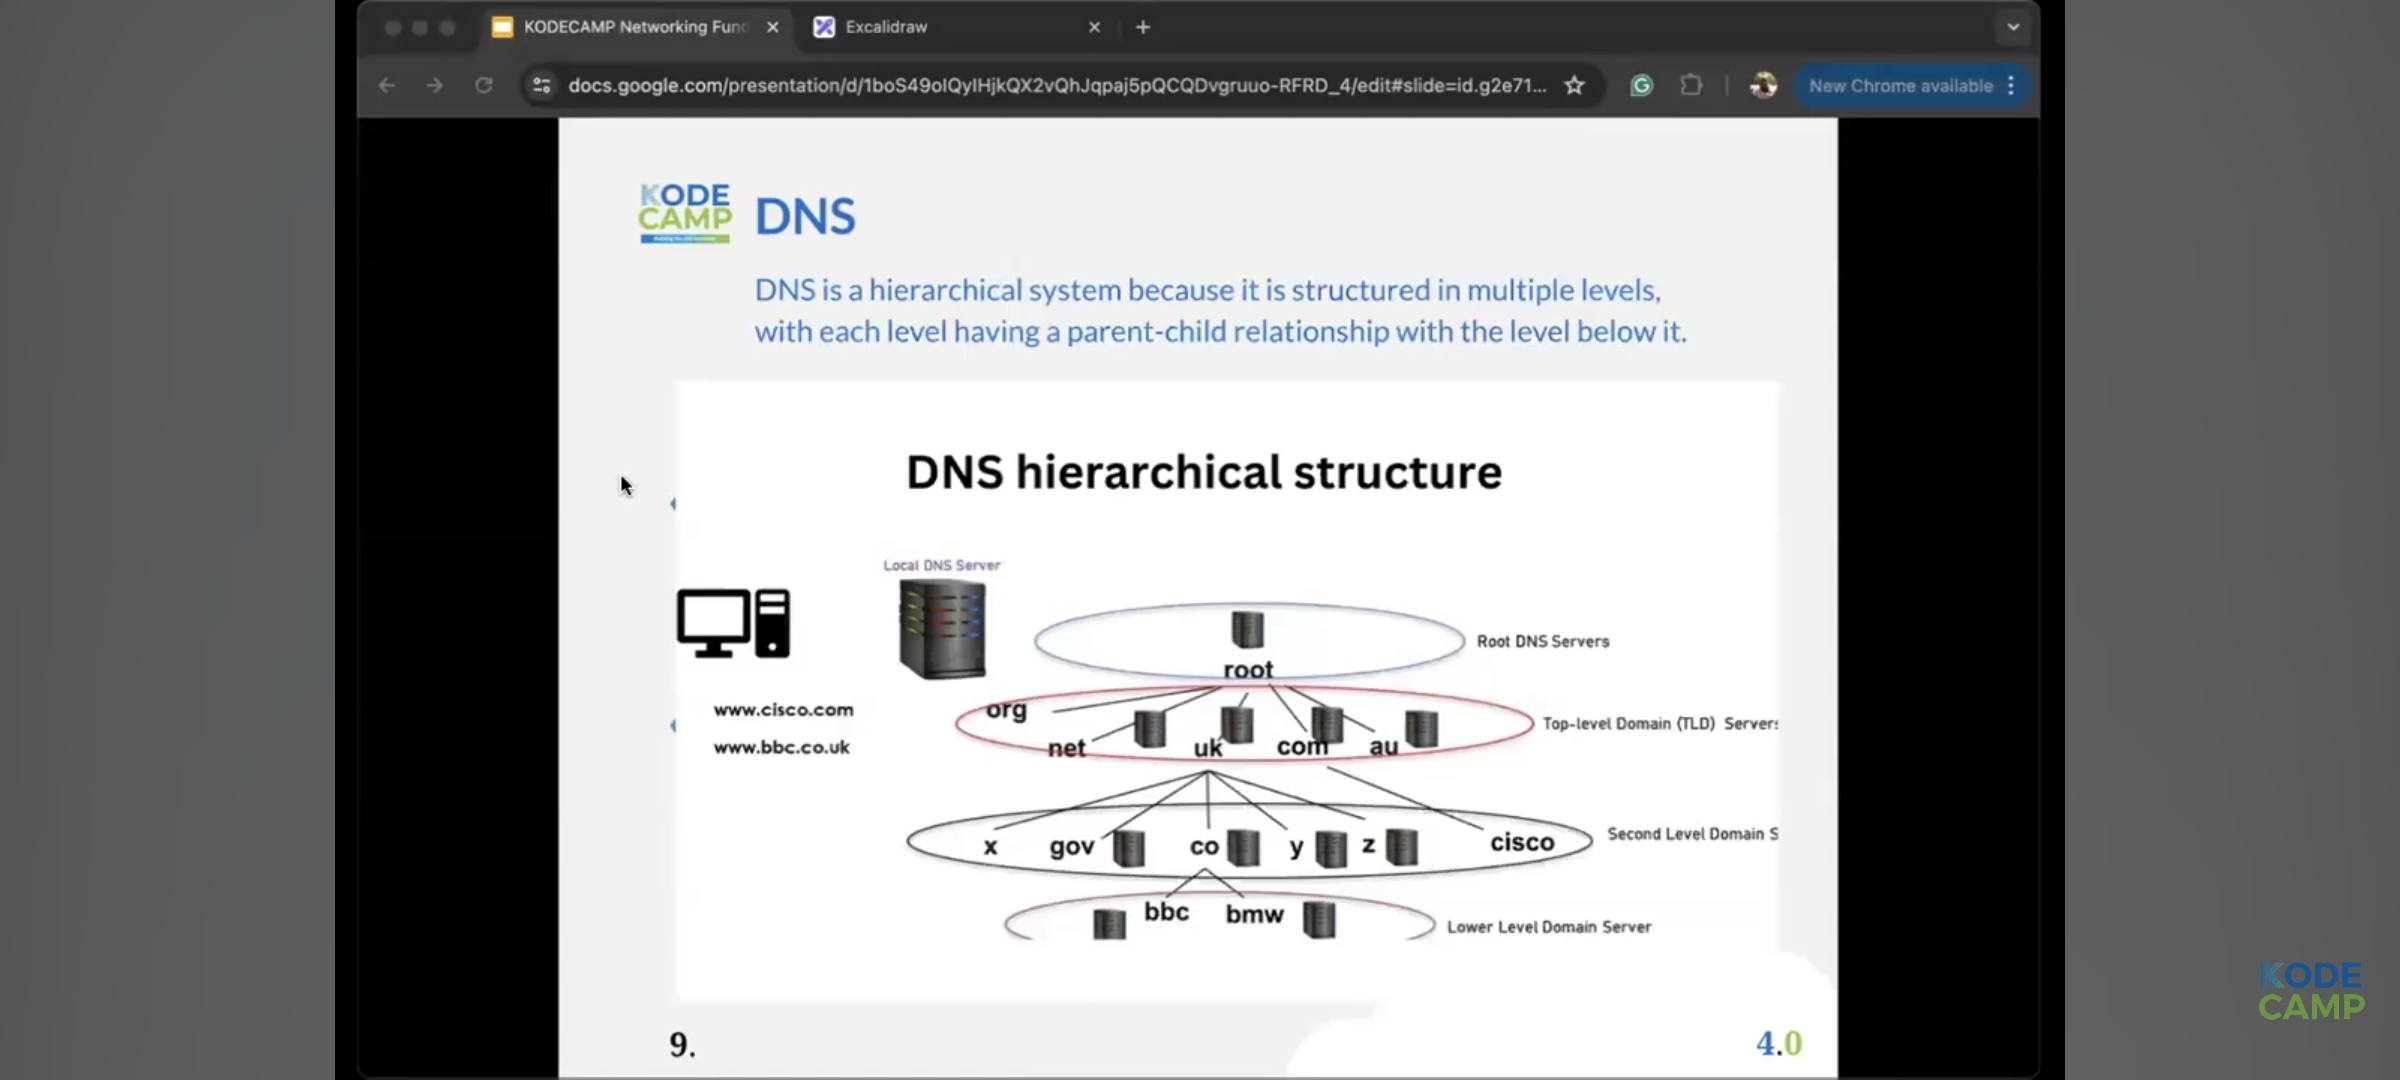 KODECAMP Networking Fund
Excalidraw
docs.google.com/presentation/d/1boS49olQyIHjkQX2vQhJqpaj5pQCQDvgruuo-RFRD_4/edit#slide=id.g2e71...
New Chrome available
KODE
CAMP
DNS
DNS is a hierarchical system because it is structured in multiple levels,
with each level having a parent-child relationship with the level below it.
DNS hierarchical structure
Local DNS Server
Root DNS Servers
root
www.cisco.com
www.bbc.co.uk
org
net
uk
com
au
Top-level Domain (TLD) Servers
x
gov
co
y
z
cisco
Second Level Domain S
bbc
bmw
Lower Level Domain Server
9.
4.0
KODE
CAMP